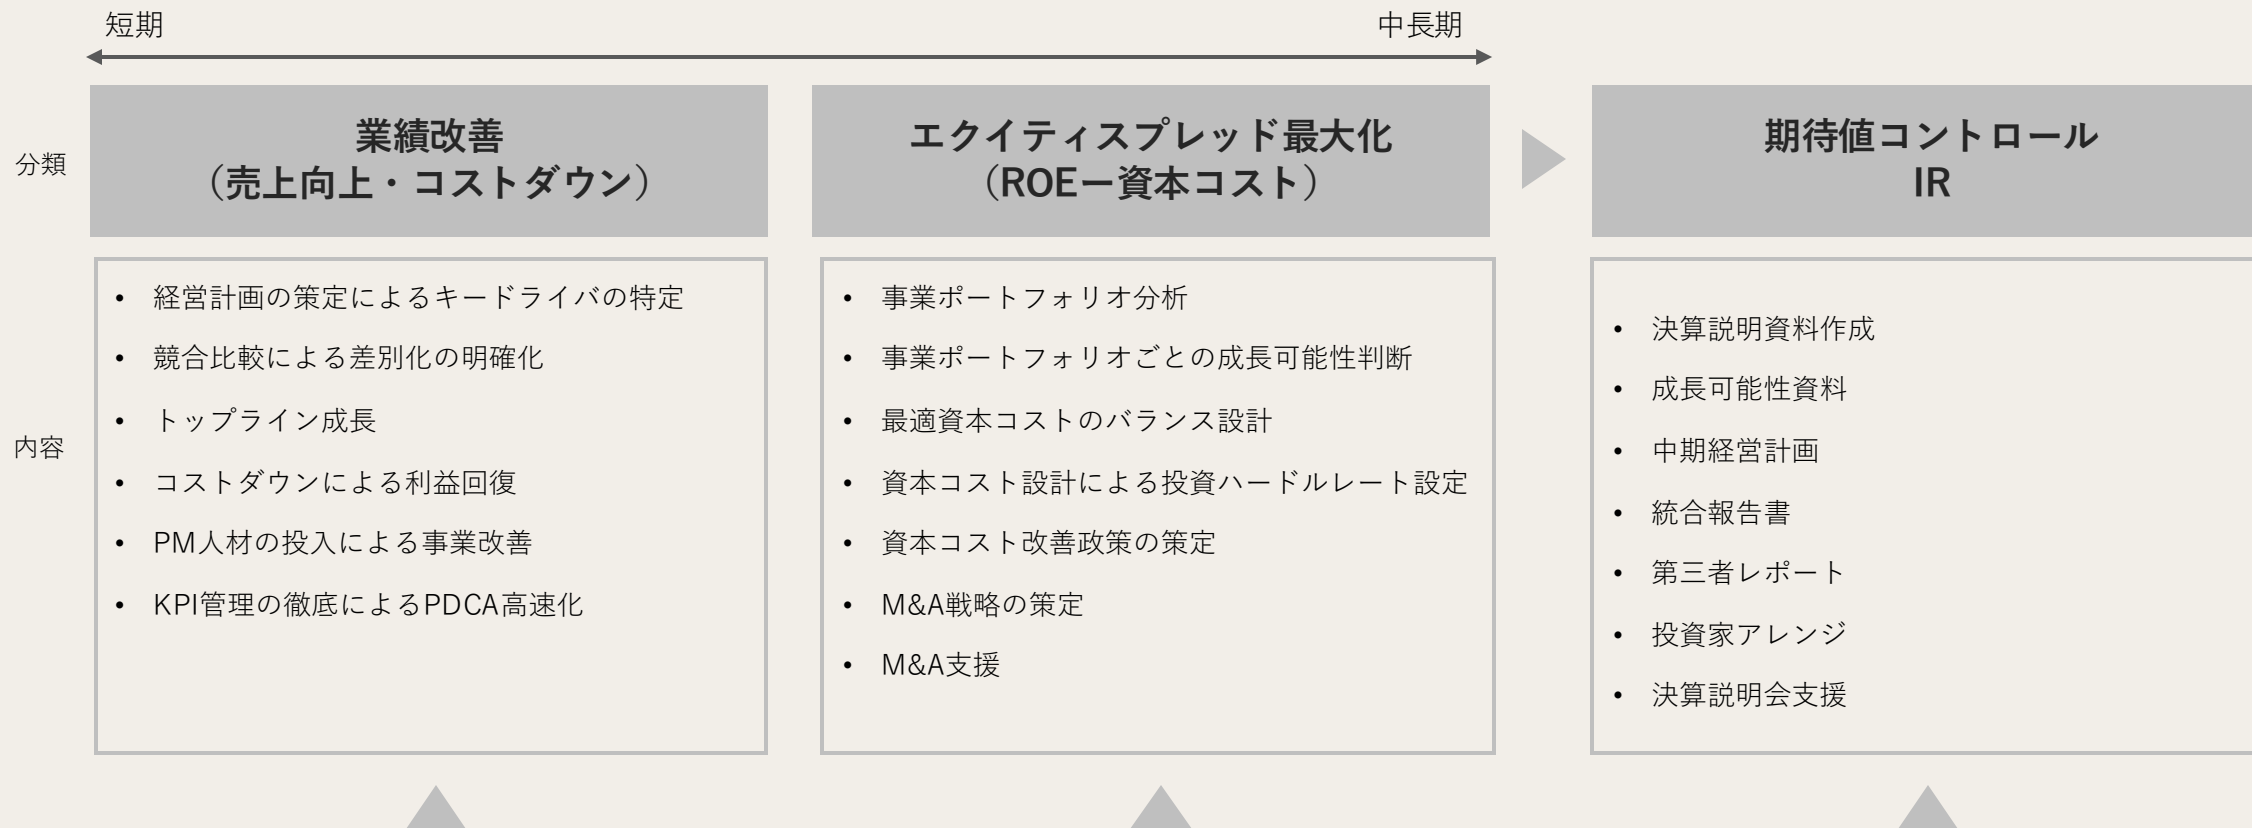 短期
中長期
分類
業績改善
（売上向上・コストダウン）
エクイティスプレッド最大化
（ROEー資本コスト）
期待値コントロール
IR
内容
• 経営計画の策定によるキードライバの特定
• 競合比較による差別化の明確化
• トップライン成長
• コストダウンによる利益回復
• PM人材の投入による事業改善
• KPI管理の徹底によるPDCA高速化
• 事業ポートフォリオ分析
• 事業ポートフォリオごとの成長可能性判断
• 最適資本コストのバランス設計
• 資本コスト設計による投資ハードルレート設定
• 資本コスト改善政策の策定
• M&A戦略の策定
• M&A支援
• 決算説明資料作成
• 成長可能性資料
• 中期経営計画
• 統合報告書
• 第三者レポート
• 投資家アレンジ
• 決算説明会支援